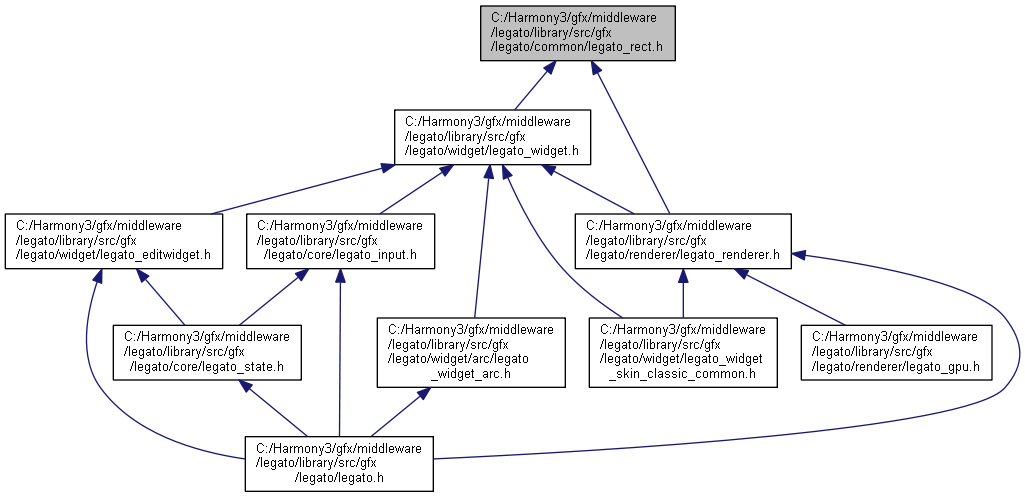 C:/Harmony3/gfx/middleware
/legato/library/src/gfx
/legato/common/legato_rect.h
C:/Harmony3/gfx/middleware
/legato/library/src/gfx
/legato/widget/legato_widget.h
C:/Harmony3/gfx/middleware
/legato/library/src/gfx
/legato/widget/legato_editwidget.h
C:/Harmony3/gfx/middleware
/legato/library/src/gfx
/legato/core/legato_input.h
C:/Harmony3/gfx/middleware
/legato/library/src/gfx
/legato/renderer/legato_renderer.h
C:/Harmony3/gfx/middleware
/legato/library/src/gfx
/legato/core/legato_state.h
C:/Harmony3/gfx/middleware
/legato/library/src/gfx
/legato/widget/arc/legato
_widget_arc.h
C:/Harmony3/gfx/middleware
/legato/library/src/gfx
/legato/widget/legato_widget
_skin_classic_common.h
C:/Harmony3/gfx/middleware
/legato/library/src/gfx
/legato/renderer/legato_gpu.h
C:/Harmony3/gfx/middleware
/legato/library/src/gfx
/legato/legato.h